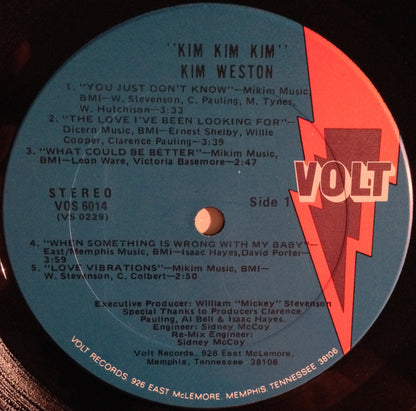 "KIM KIM KIM"
KIM WESTON
1. "YOU JUST DON'T KNOW"—Mikim Music,
BMI—W. Stevenson, C. Pauling, M. Tynes,
W. Hutchison—3:33
2. "THE LOVE I'VE BEEN LOOKING FOR"—
Dicern Music, BMI—Ernest Shelby, Willie
Cooper, Clarence Pauling—3:39
3. "WHAT COULD BE BETTER"—Mikim Music,
BMI—Leon Ware, Victoria Basemore—2:47
VOLT
STEREO
VOS 6014
(VS 0229)
Side 1
4. "WHEN SOMETHING IS WRONG WITH MY BABY"—
East/Memphis Music, BMI—Isaac Hayes,David Porter—
3:59
5. "LOVE VIBRATIONS"—Mikim Music, BMI—
W. Stevenson, C. Colbert—2:50
Executive Producer: William "Mickey" Stevenson
Special Thanks to Producers Clarence
Pauling, Al Bell & Isaac Hayes.
Engineer: Sidney McCoy
Re-Mix Engineer:
Sidney McCoy
Volt Records, 926 East McLemore,
Memphis, Tennessee 38106
VOLT RECORDS, 926 EAST McLEMORE, MEMPHIS, TENNESSEE 38106